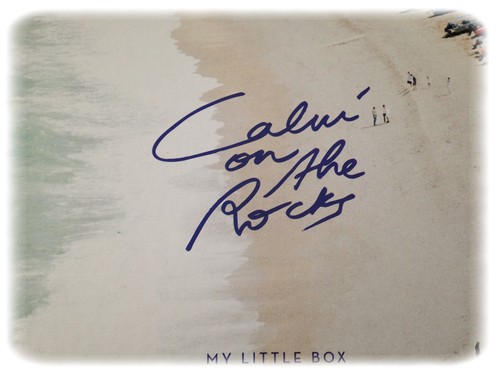 Calvi
on the
Rocks
MY LITTLE BOX